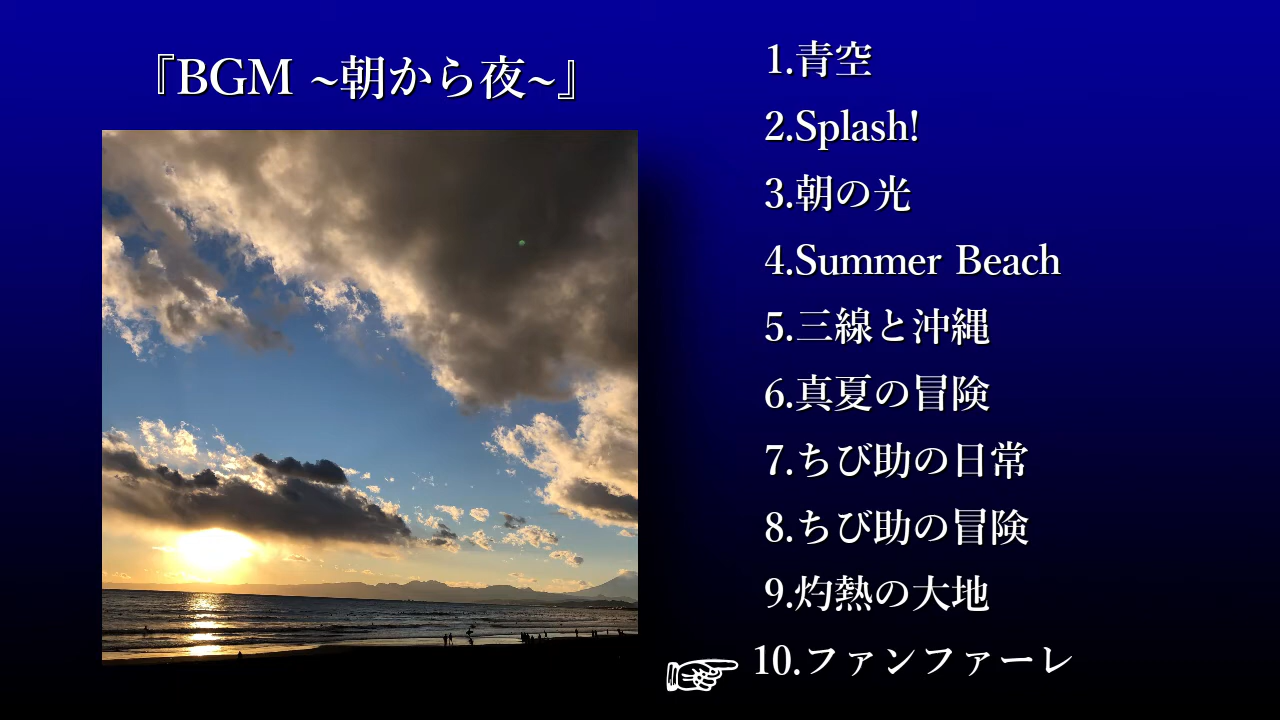 『BGM ~朝から夜~』
1.青空
2.Splash!
3.朝の光
4.Summer Beach
5.三線と沖縄
6.真夏の冒険
7.ちび助の日常
8.ちび助の冒険
9.灼熱の大地
10.ファンファーレ